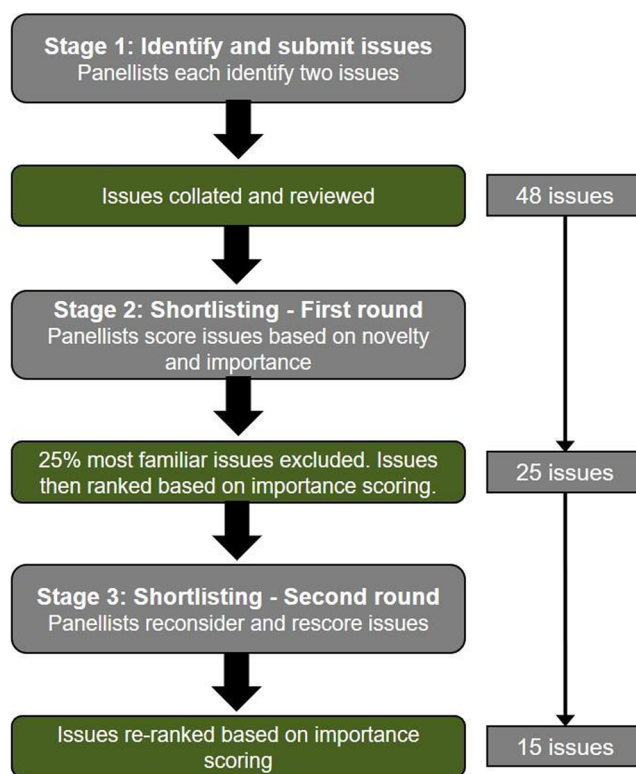 Stage 1: Identify and submit issues
Panellists each identify two issues
Issues collated and reviewed
48 issues
Stage 2: Shortlisting - First round
Panellists score issues based on novelty
and importance
25% most familiar issues excluded. Issues
then ranked based on importance scoring.
25 issues
Stage 3: Shortlisting - Second round
Panellists reconsider and rescore issues
Issues re-ranked based on importance
scoring
15 issues